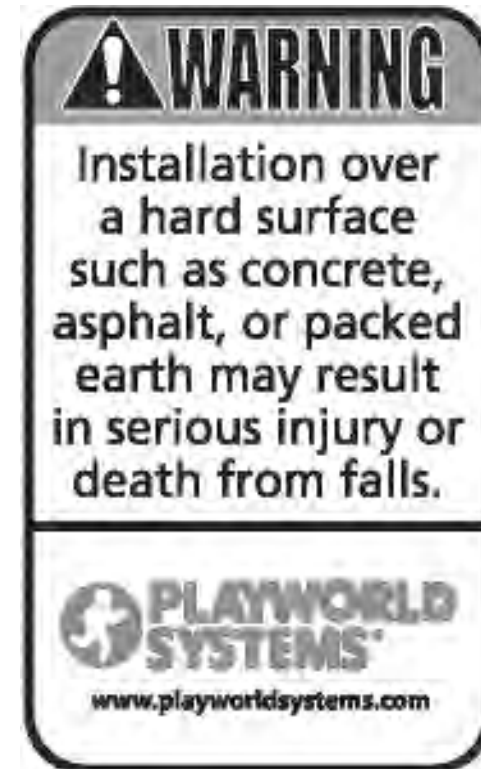 WARNING
Installation over
a hard surface
such as concrete,
asphalt, or packed
earth may result
in serious injury or
death from falls.
PLAYWORLD
SYSTEMS
www.playworldsystems.com